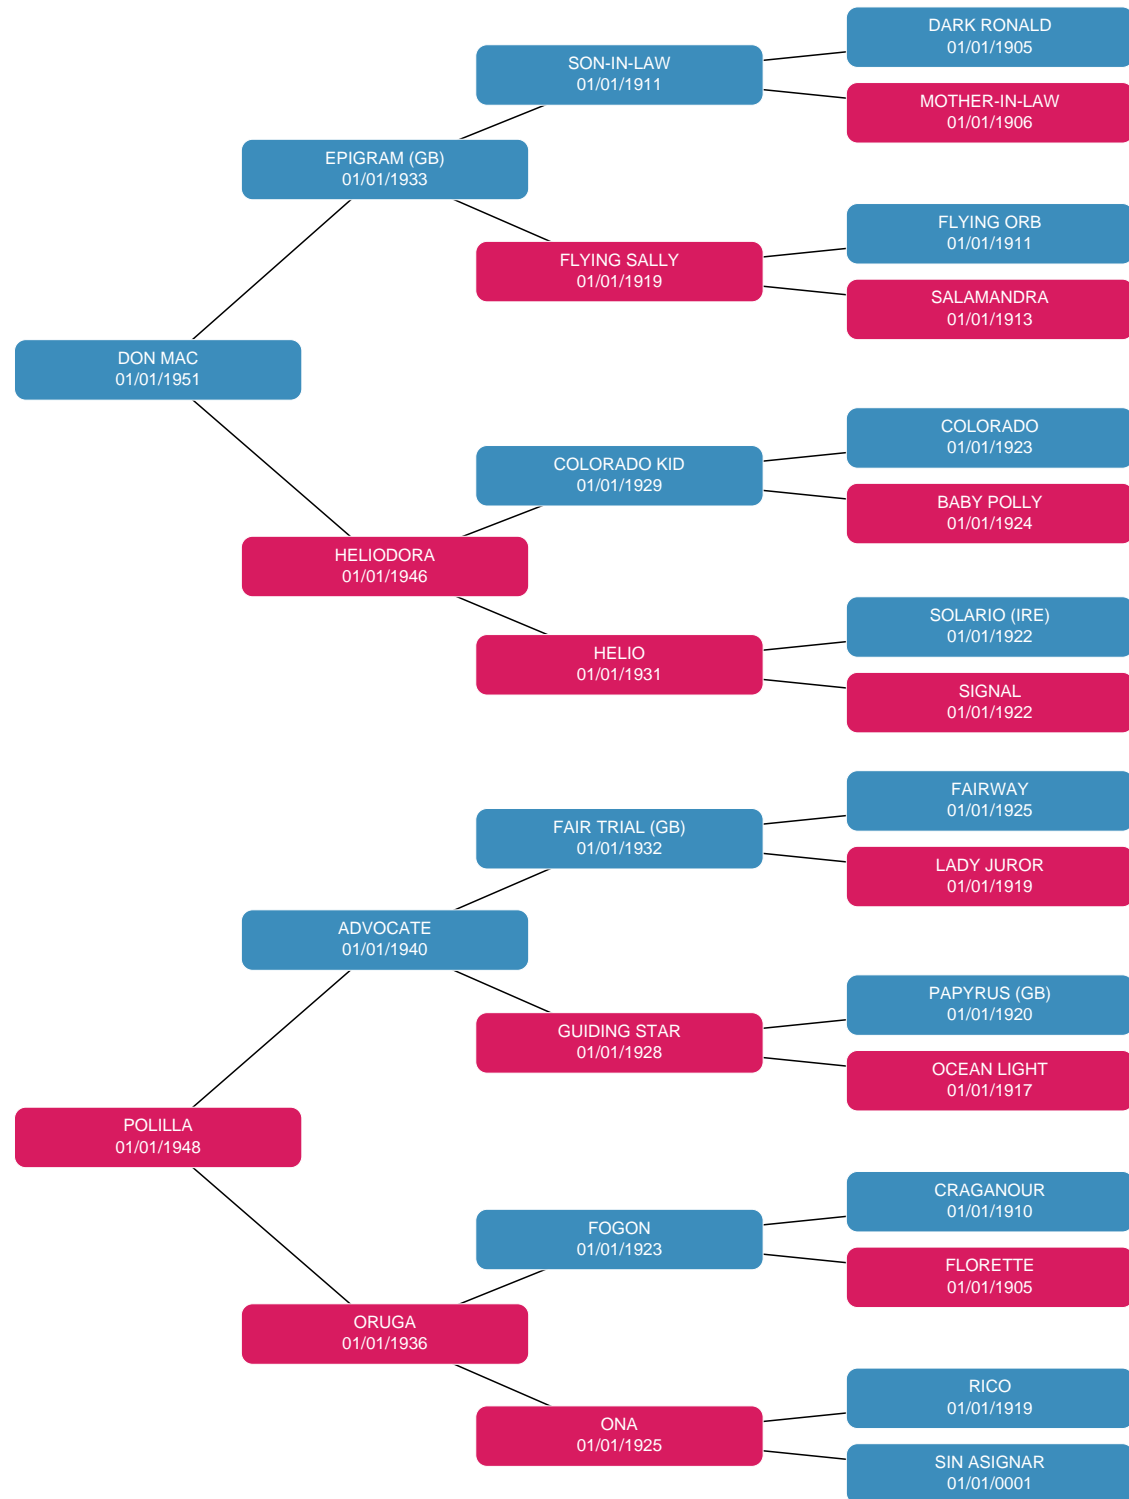 DARK RONALD
01/01/1905
SON-IN-LAW
01/01/1911
MOTHER-IN-LAW
01/01/1906
EPIGRAM (GB)
01/01/1933
FLYING ORB
01/01/1911
FLYING SALLY
01/01/1919
SALAMANDRA
01/01/1913
DON MAC
01/01/1951
COLORADO
01/01/1923
COLORADO KID
01/01/1929
BABY POLLY
01/01/1924
HELIODORA
01/01/1946
SOLARIO (IRE)
01/01/1922
HELIO
01/01/1931
SIGNAL
01/01/1922
FAIRWAY
01/01/1925
FAIR TRIAL (GB)
01/01/1932
LADY JUROR
01/01/1919
ADVOCATE
01/01/1940
PAPYRUS (GB)
01/01/1920
GUIDING STAR
01/01/1928
OCEAN LIGHT
01/01/1917
POLILLA
01/01/1948
CRAGANOUR
01/01/1910
FOGON
01/01/1923
FLORETTE
01/01/1905
ORUGA
01/01/1936
RICO
01/01/1919
ONA
01/01/1925
SIN ASIGNAR
01/01/0001